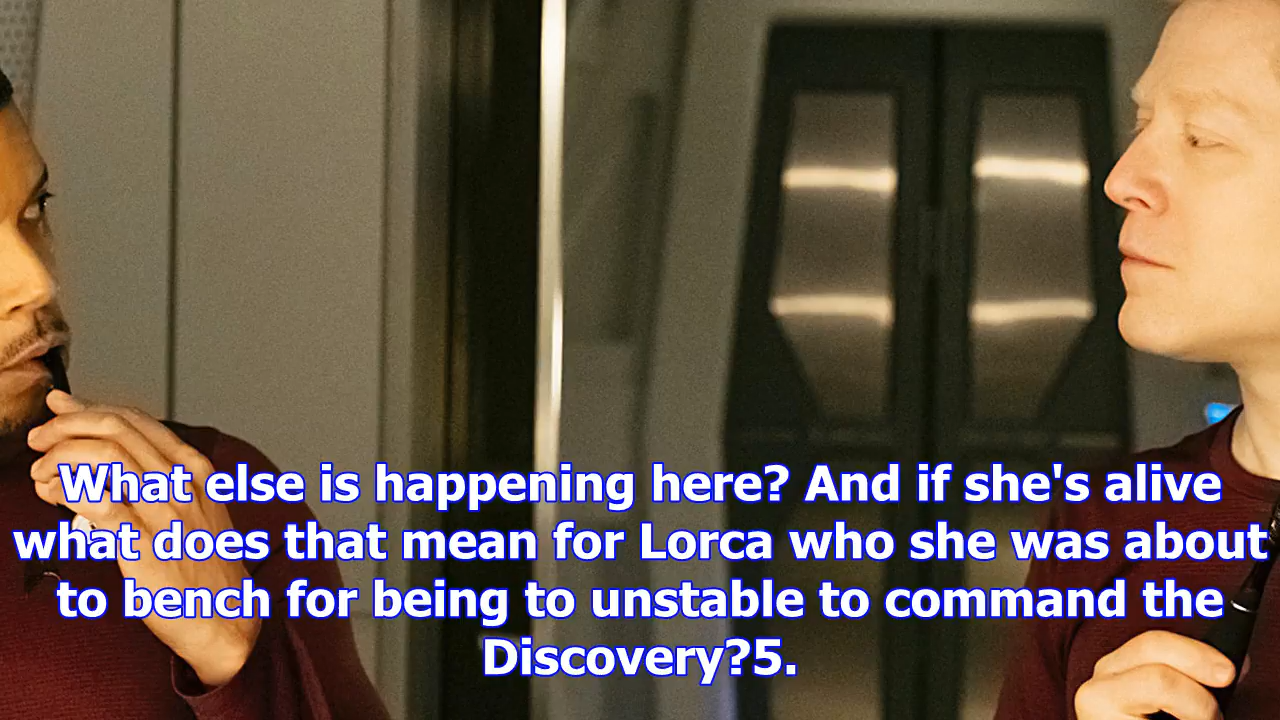 What else is happening here? And if she's alive
what does that mean for Lorca who she was about
to bench for being to unstable to command the
Discovery?5.